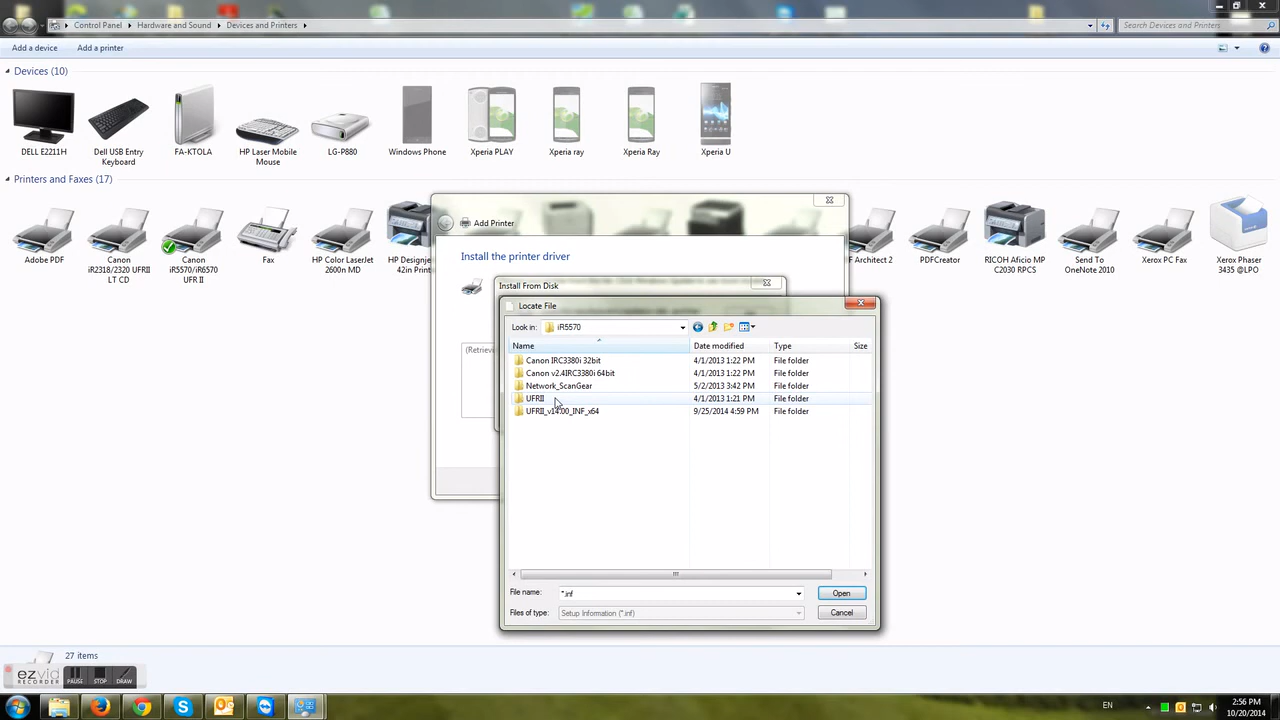 Control Panel
Hardware and Sound
Devices and Printers
Search Devices and Printers
Add a device
Add a printer
Devices (10)
DELL E2211H
Dell USB Entry
Keyboard
FA-KTOLA
HP Laser Mobile
Mouse
LG-P880
Windows Phone
Xperia PLAY
Xperia ray
Xperia Ray
Xperia U
Printers and Faxes (17)
Adobe PDF
Canon
iR2318/2320 UFRII
LT CD
Canon
iR5570/iR6570
UFR II
Fax
HP Color LaserJet
2600n MD
HP Designje
42in Print
F Architect 2
PDFCreator
RICOH Aficio MP
C2030 RPCS
Send To
OneNote 2010
Xerox PC Fax
Xerox Phaser
3435 @LPO
Add Printer
Install the printer driver
Install From Disk
(Retriev
Locate File
Look in:
iR5570
Name
Date modified
Type
Size
Canon IRC3380i 32bit
4/1/2013 1:22 PM
File folder
Canon v2.4IRC3380i 64bit
4/1/2013 1:22 PM
File folder
Network_ScanGear
5/2/2013 3:42 PM
File folder
UFRII
4/1/2013 1:21 PM
File folder
UFRII_v14.00_INF_x64
9/25/2014 4:59 PM
File folder
File name:
*.inf
Open
Files of type:
Setup Information (*.inf)
Cancel
27 items
ezvid
RECORDER
PAUSE
STOP
DRAW
EN
2:56 PM
10/20/2014